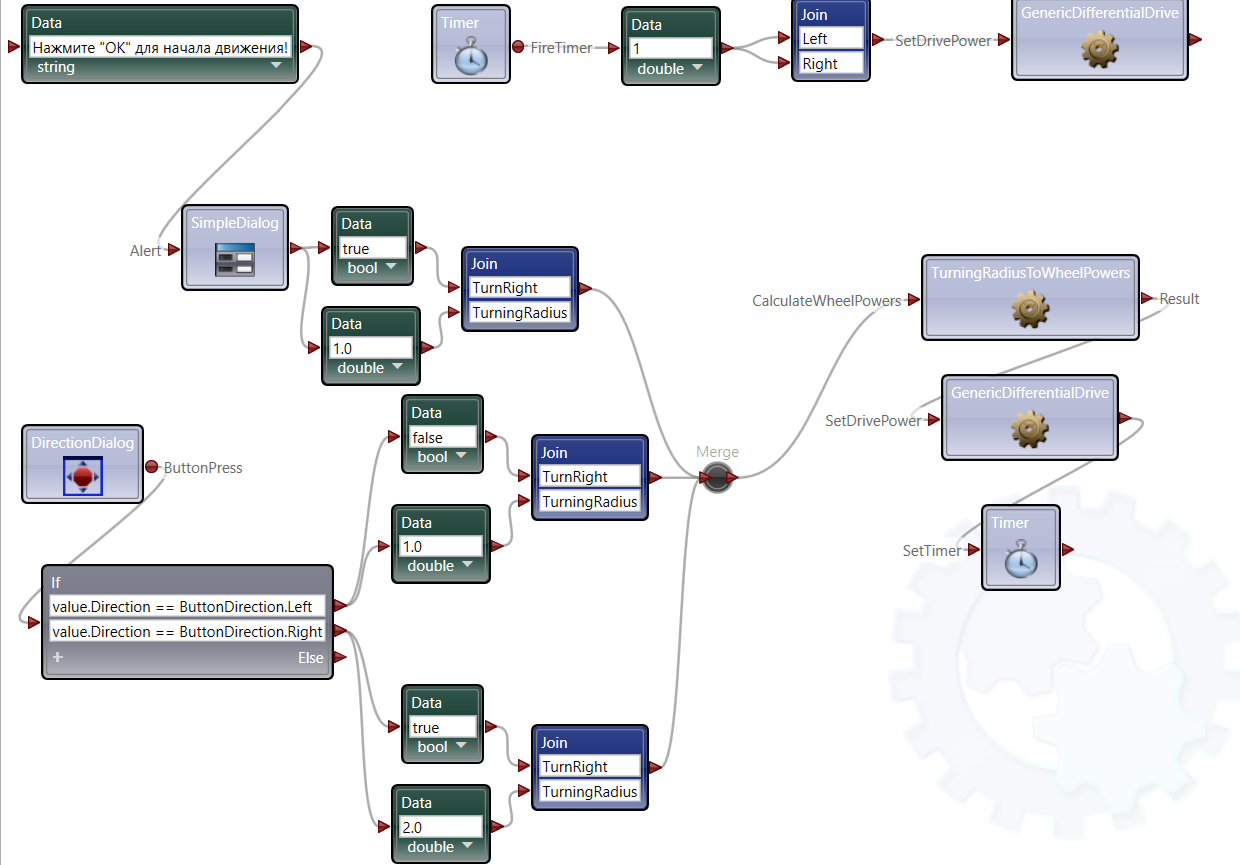 Data
Нажмите "ОК" для начала движения!
string
Timer
FireTimer
Data
1
double
Join
Left
Right
SetDrivePower
GenericDifferentialDrive
Alert
SimpleDialog
Data
true
bool
Data
1.0
double
Join
TurnRight
TurningRadius
CalculateWheelPowers
TurningRadiusToWheelPowers
Result
SetDrivePower
GenericDifferentialDrive
DirectionDialog
ButtonPress
Data
false
bool
Data
1.0
double
Join
TurnRight
TurningRadius
Merge
SetTimer
Timer
If
value.Direction == ButtonDirection.Left
value.Direction == ButtonDirection.Right
+ Else
Data
true
bool
Data
2.0
double
Join
TurnRight
TurningRadius